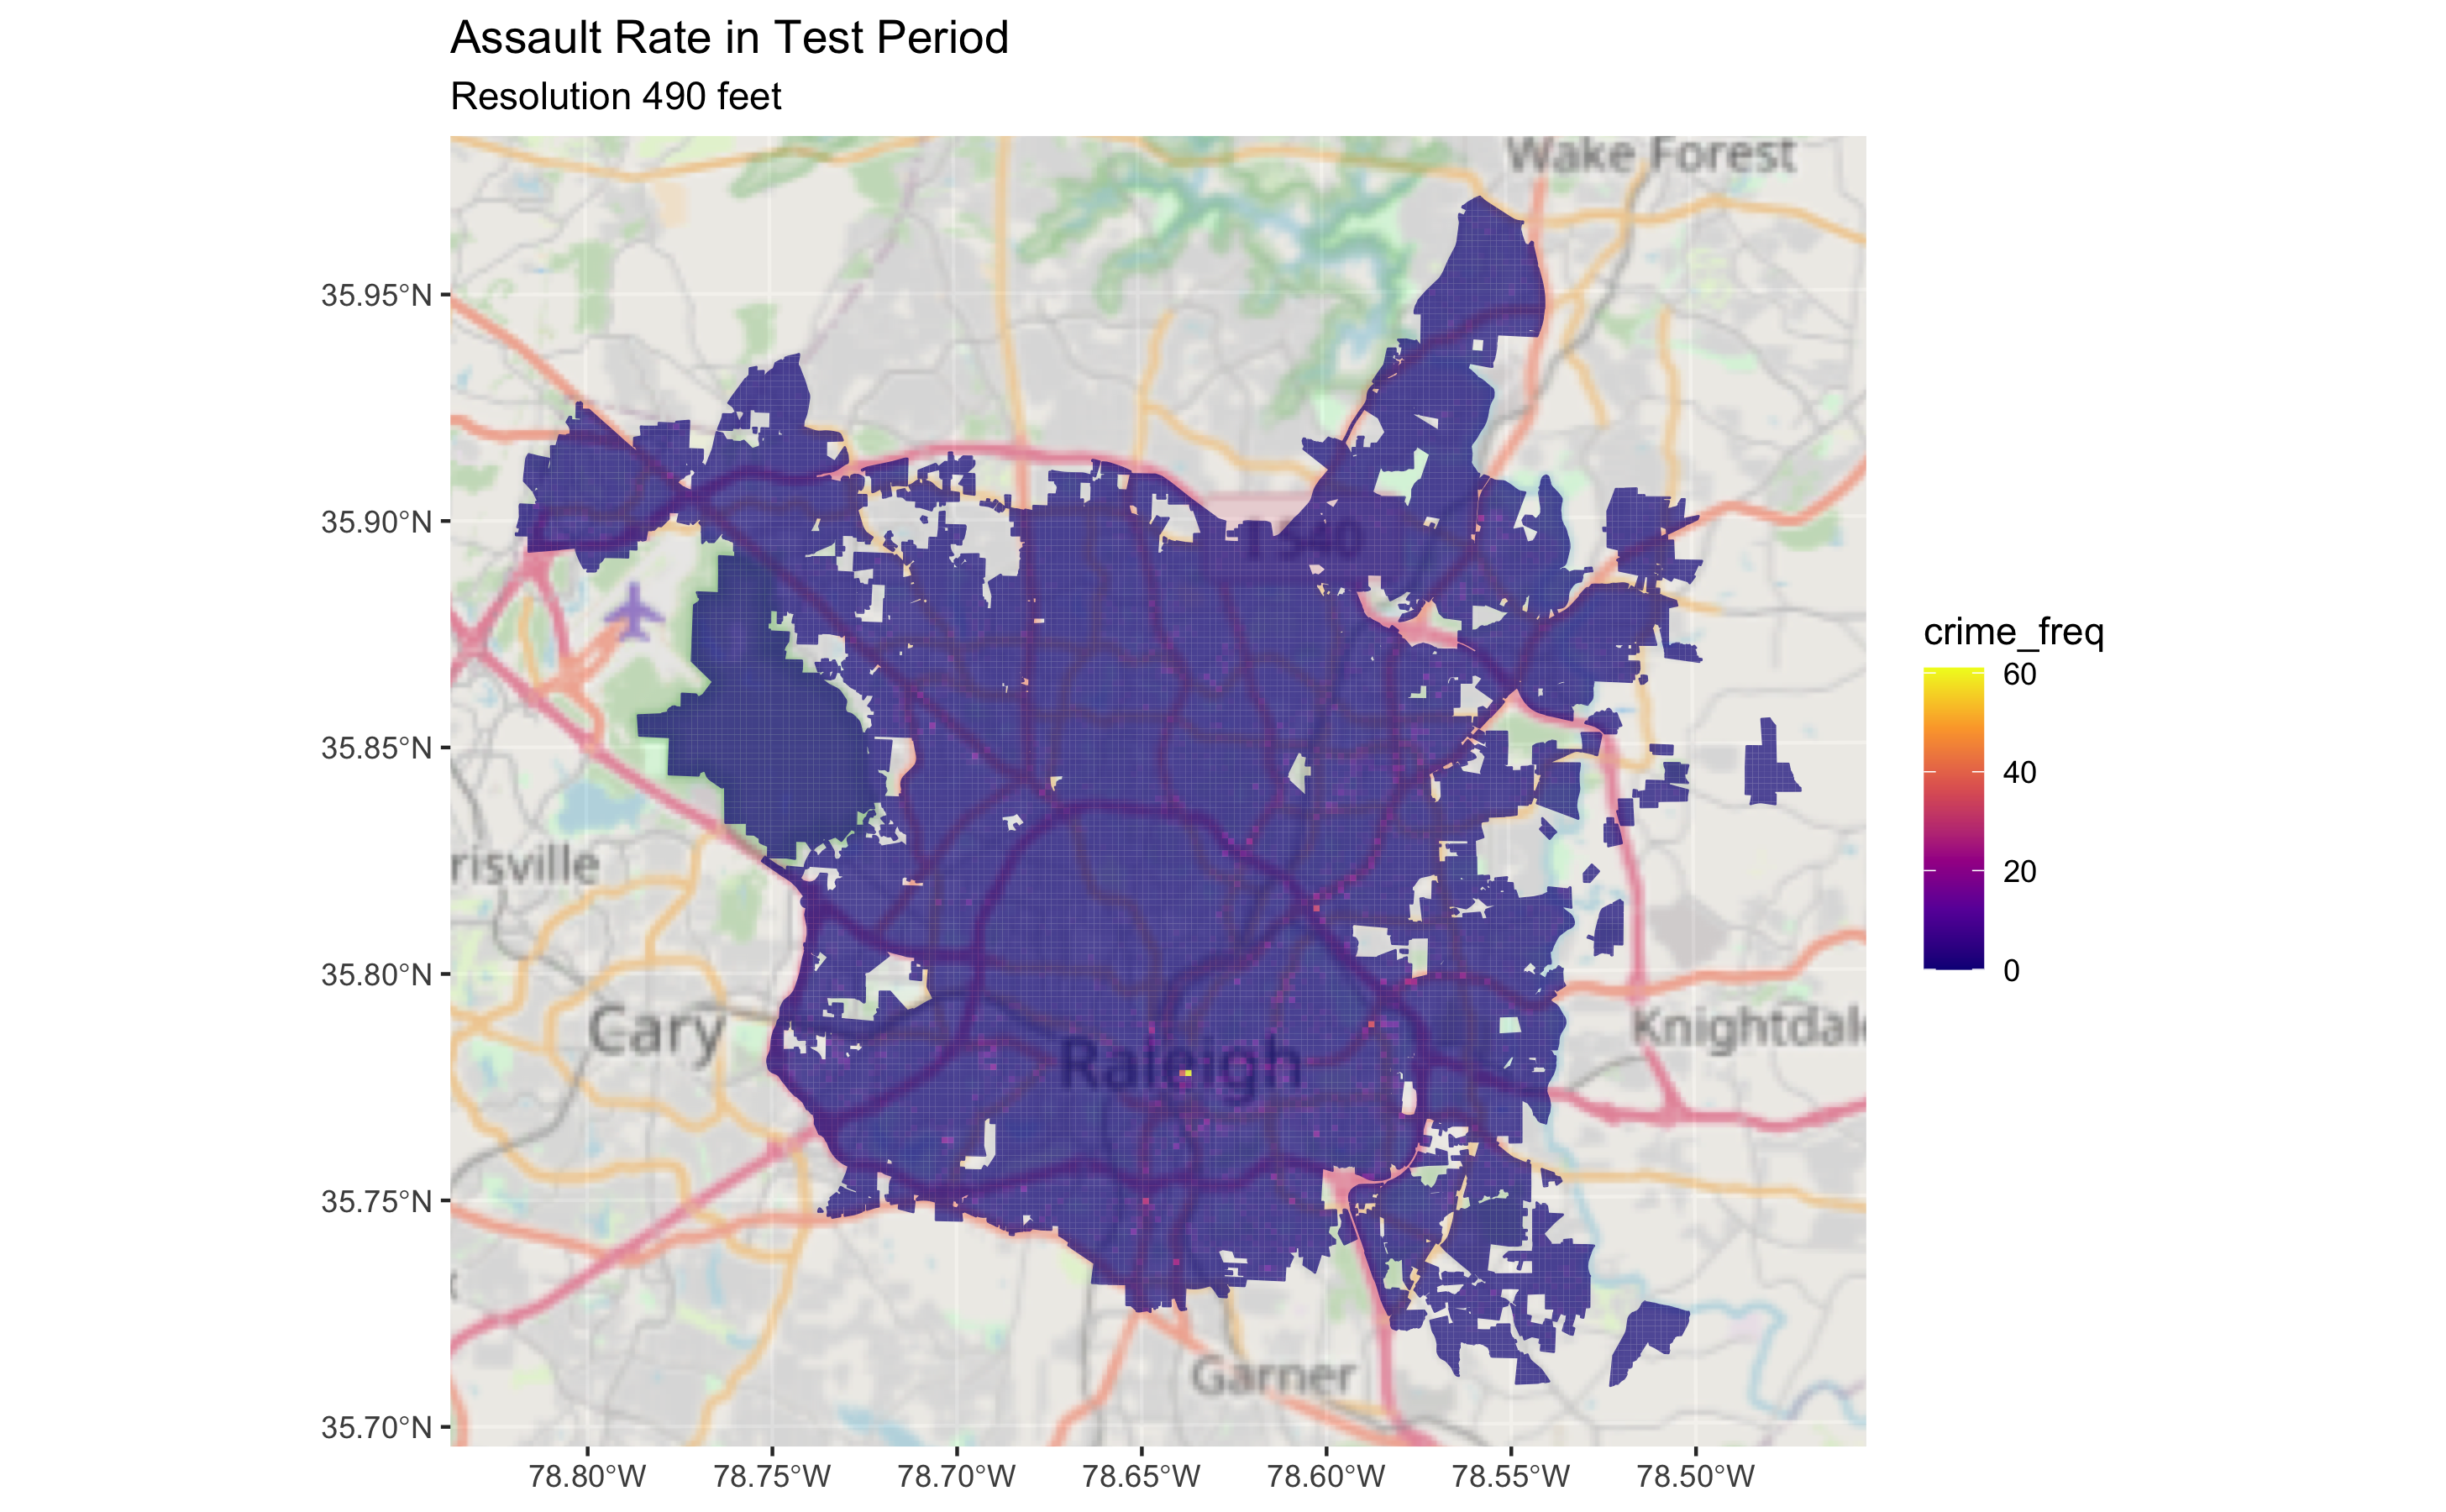 Assault Rate in Test Period
Resolution 490 feet
Wake Forest
35.95°N
35.90°N
I 540
35.85°N
risville
35.80°N
Cary
Knightdal
Raleigh
35.75°N
Garner
35.70°N
78.80°W 78.75°W 78.70°W 78.65°W 78.60°W 78.55°W 78.50°W
crime_freq
60
40
20
0